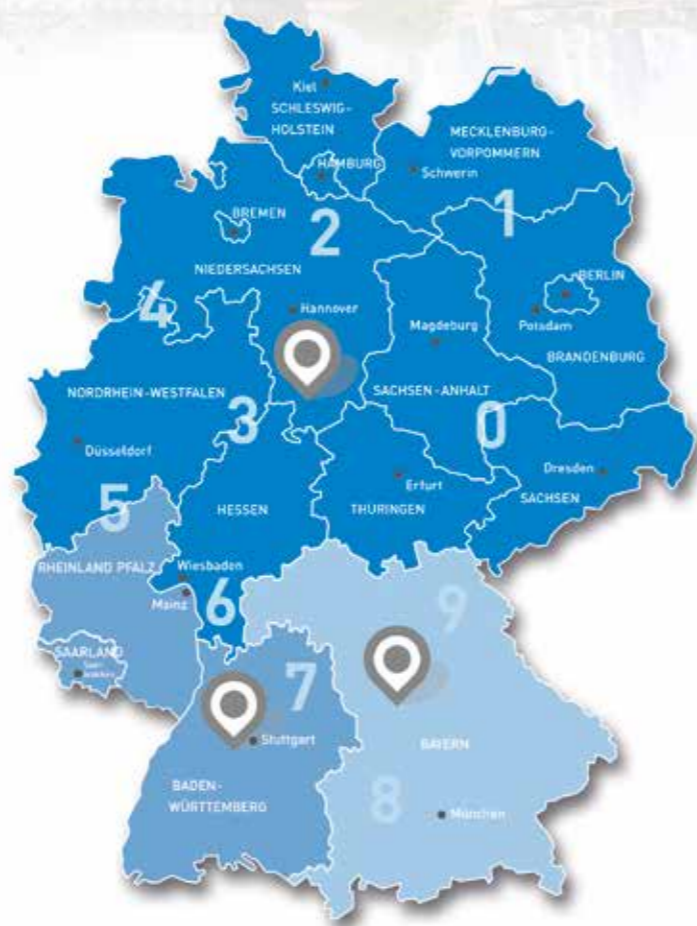 Kiel
SCHLESWIG-
HOLSTEIN
MECKLENBURG-
VORPOMMERN
HAMBURG
Schwerin
1
BREMEN
2
NIEDERSACHSEN
BERLIN
4
Hannover
Magdeburg
Potsdam
BRANDENBURG
NORDRHEIN-WESTFALEN
SACHSEN-ANHALT
3
0
Düsseldorf
Dresden
Erfurt
5
HESSEN
THÜRINGEN
SACHSEN
RHEINLAND PFALZ
Wiesbaden
Mainz
6
9
SAARLAND
7
Stuttgart
BAYERN
BADEN-
WÜRTTEMBERG
8
München